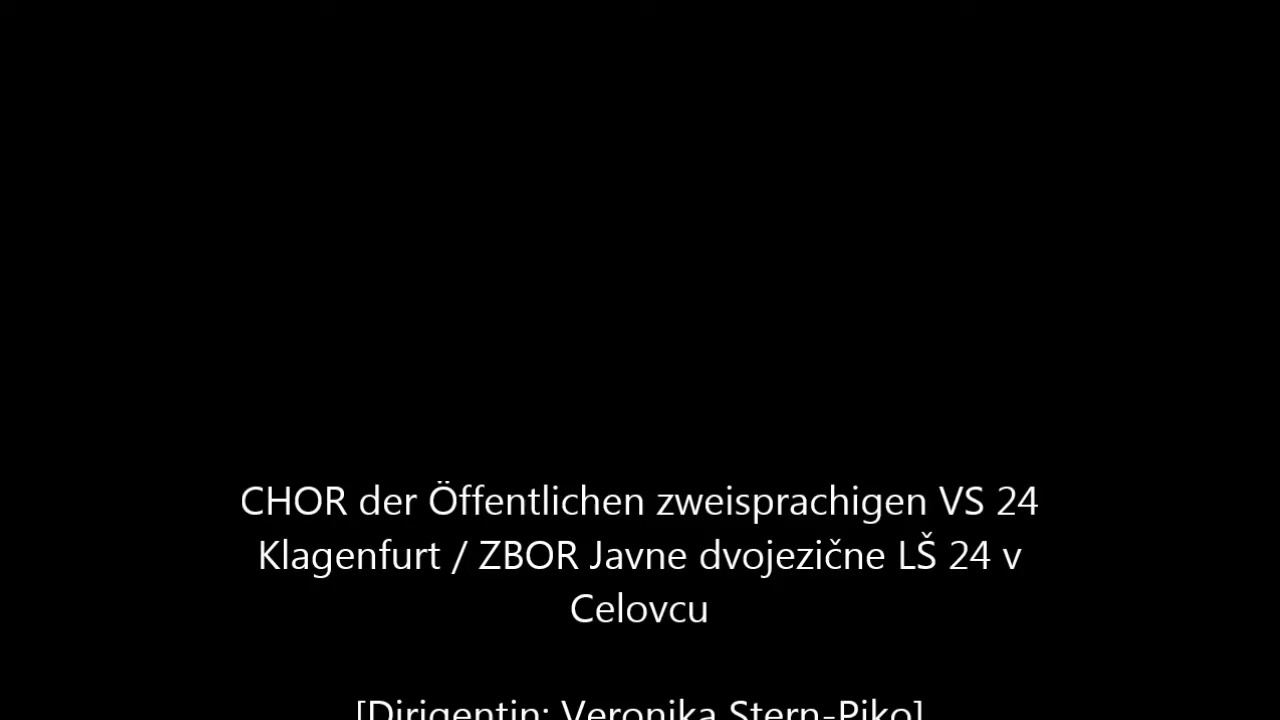 CHOR der Öffentlichen zweisprachigen VS 24
Klagenfurt / ZBOR Javne dvojezične LŠ 24 v
Celovcu
[Dirigentin: Veronika Stern-Piko]